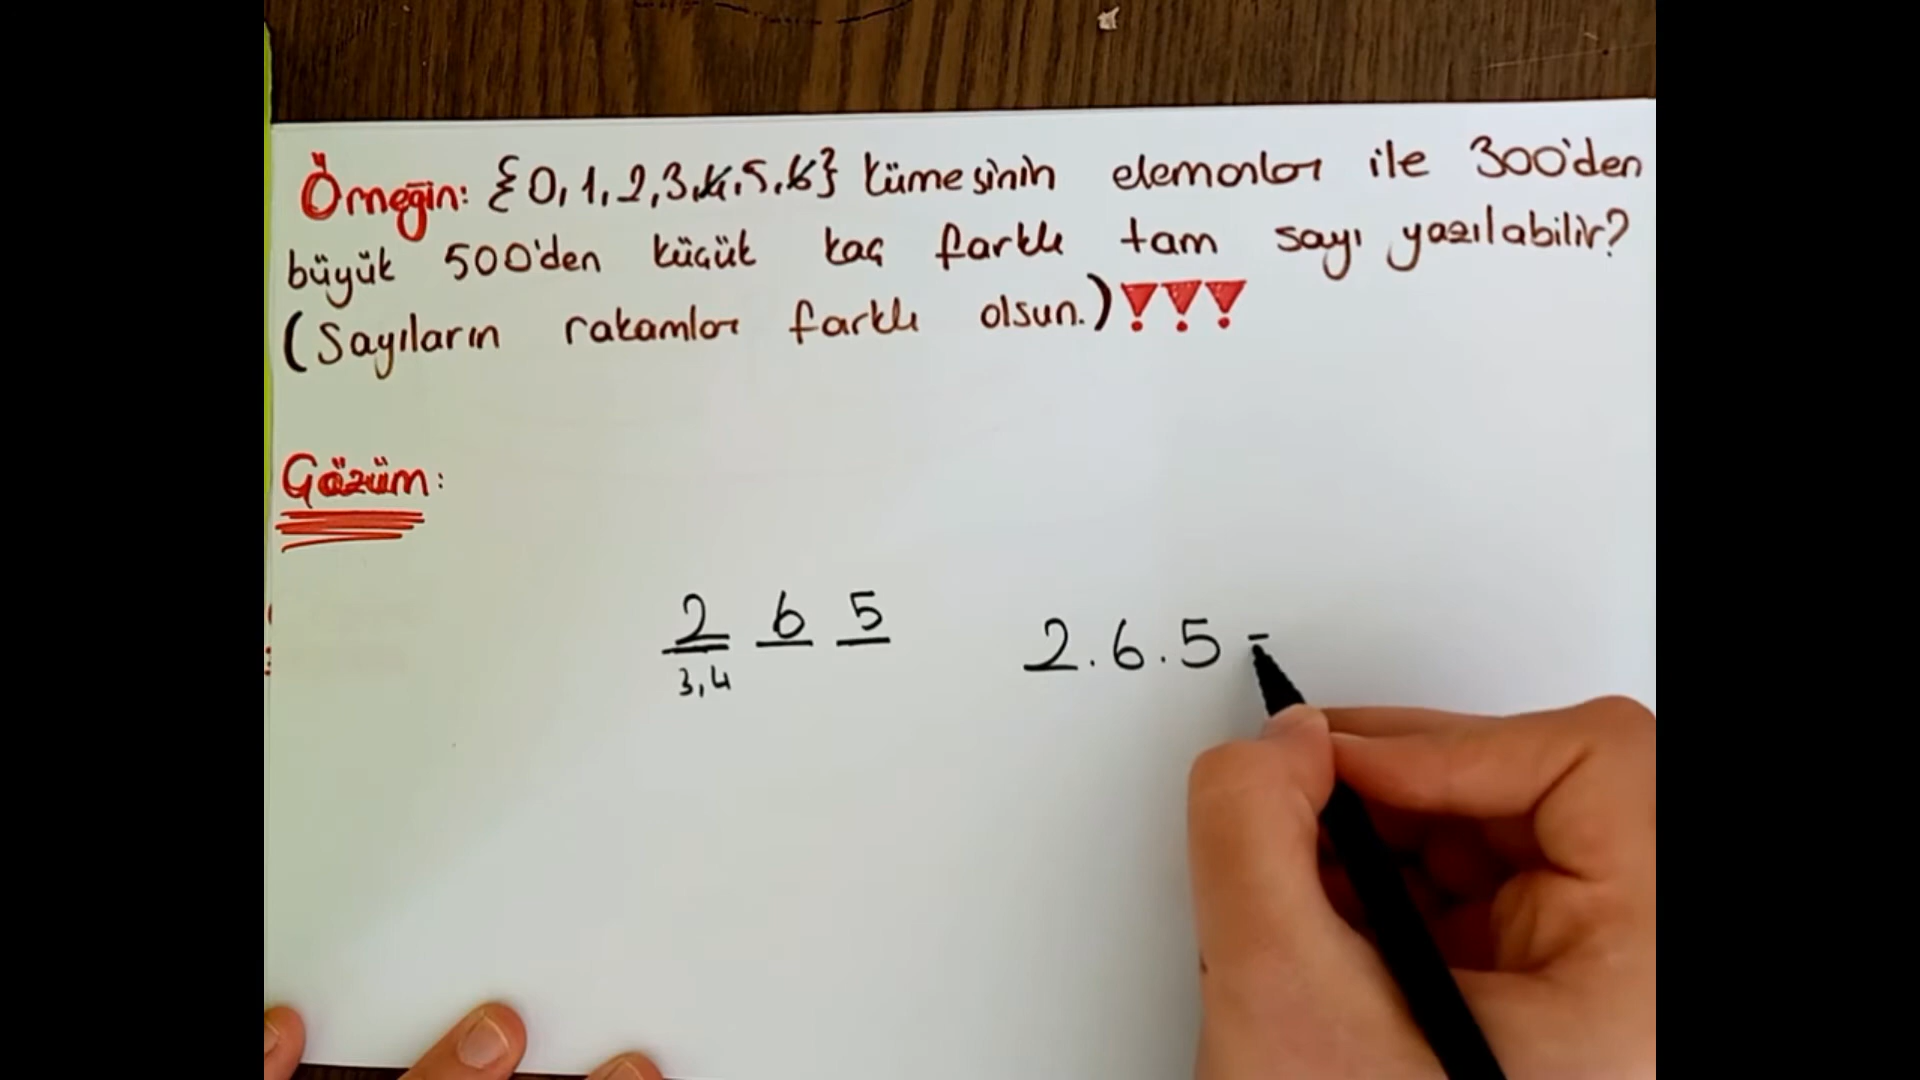 Örneğin: {0, 1, 2, 3, 4, 5, 6} kümesinin elemanları ile 300'den
büyük 500'den küçük kaç farklı tam sayı yazılabilir?
(Sayıların rakamları farklı olsun.)!!!
Çözüm:
2 6 5
3,4
2.6.5 =